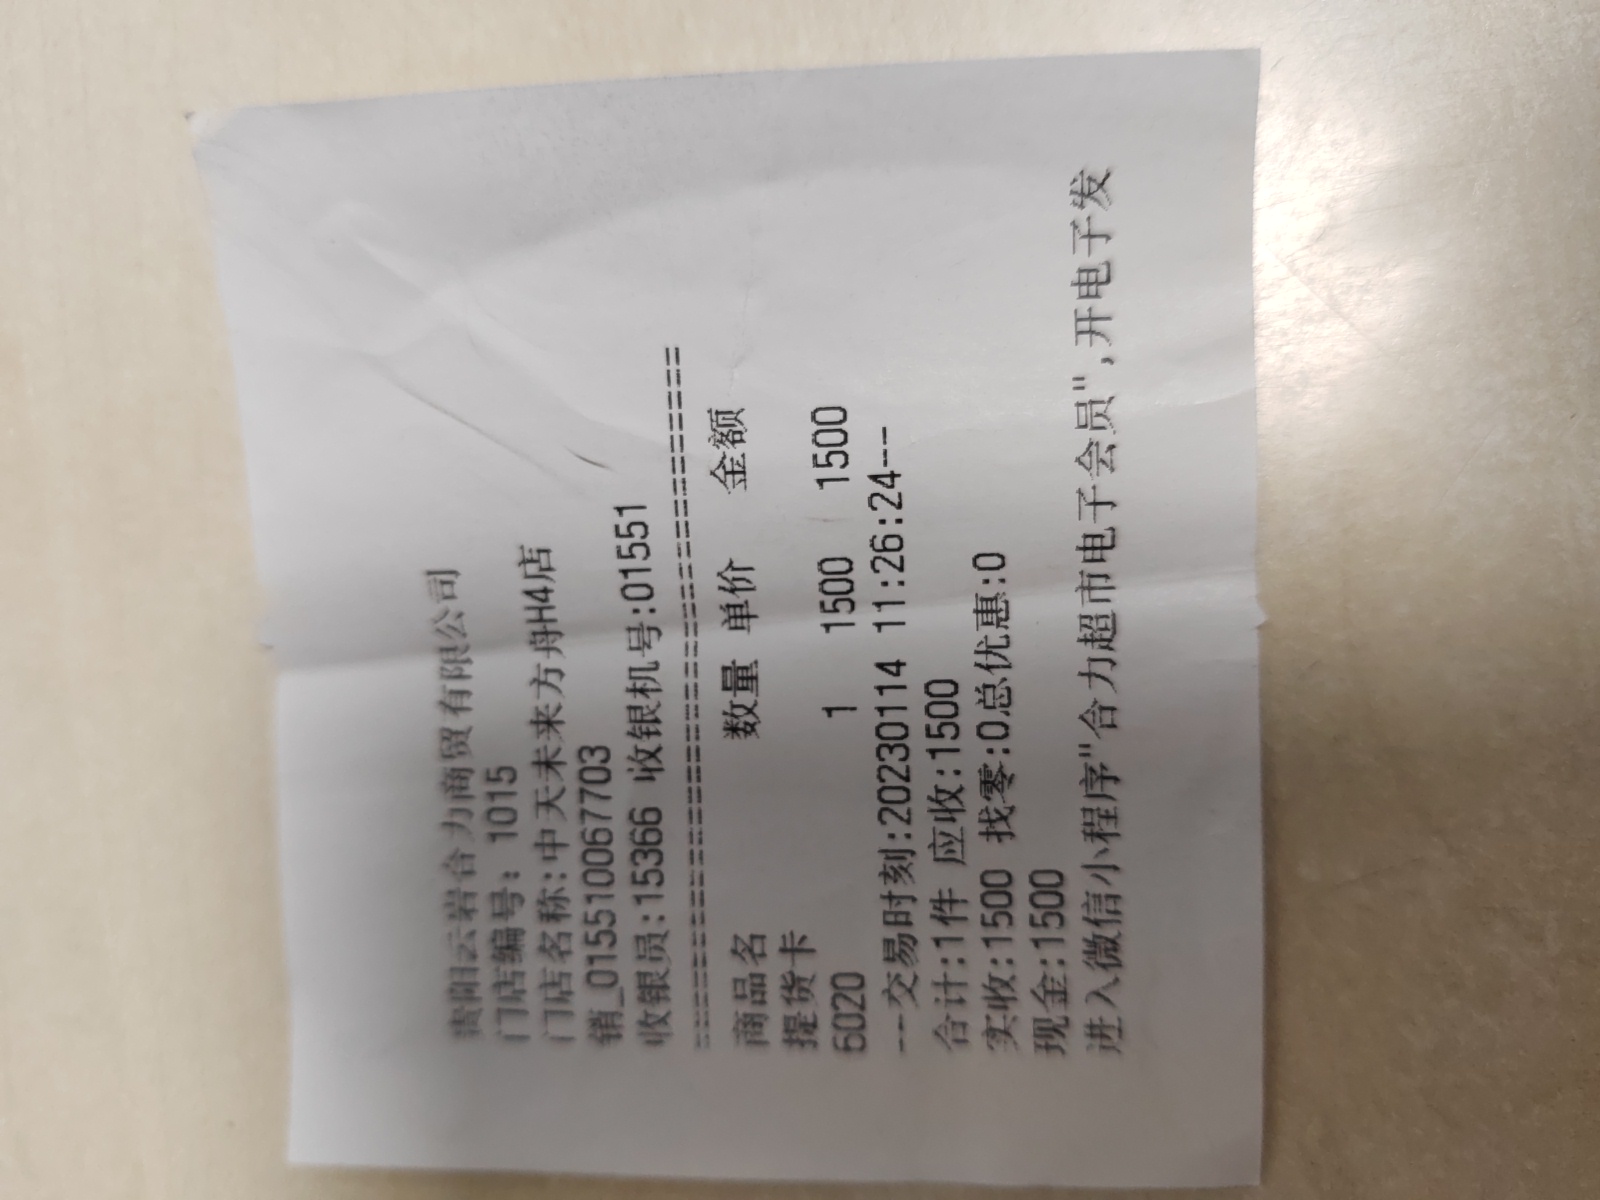 贵阳云岩合力商贸有限公司
门店编号: 1015
门店名称:中天未来方舟H4店
销_0155100677​03
收银员:15366 收银机号:01551
========================================
商品名 数量 单价 金额
提货卡
6020 1 1500 1500
--交易时刻:20230114 11:26:24--
合计:1件 应收:1500
实收:1500 找零:0总优惠:0
现金:1500
进入微信小程序"合力超市电子会员",开电子发